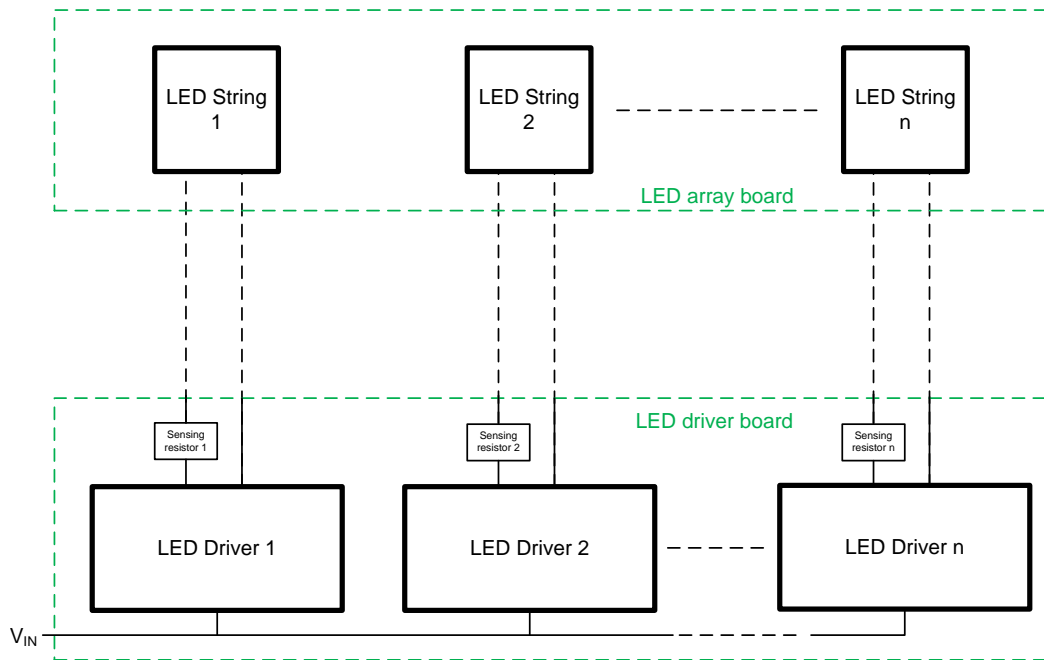 LED String
1
LED String
2
LED String
n
LED array board
LED driver board
Sensing
resistor 1
Sensing
resistor 2
Sensing
resistor n
LED Driver 1
LED Driver 2
LED Driver n
VIN